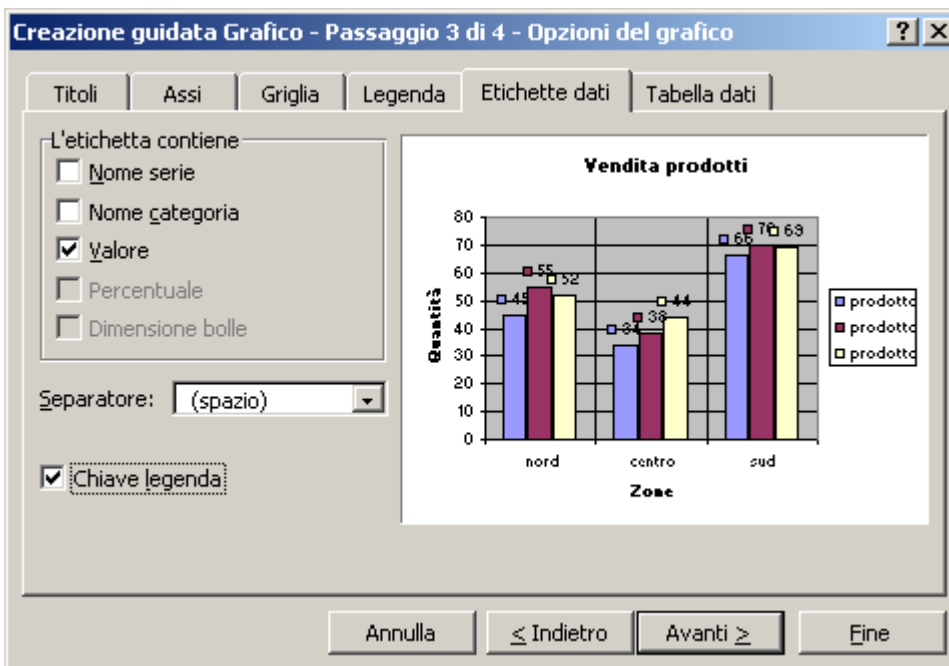 Creazione guidata Grafico - Passaggio 3 di 4 - Opzioni del grafico
Titoli
Assi
Griglia
Legenda
Etichette dati
Tabella dati
L'etichetta contiene
Nome serie
Nome categoria
Valore
Percentuale
Dimensione bolle
Separatore: (spazio)
Chiave legenda
Vendita prodotti
Quantità
80
70
60
50
40
30
20
10
0
45
55
52
34
38
44
66
70
69
nord
centro
sud
Zone
prodotto
prodotto
prodotto
Annulla
< Indietro
Avanti >
Fine